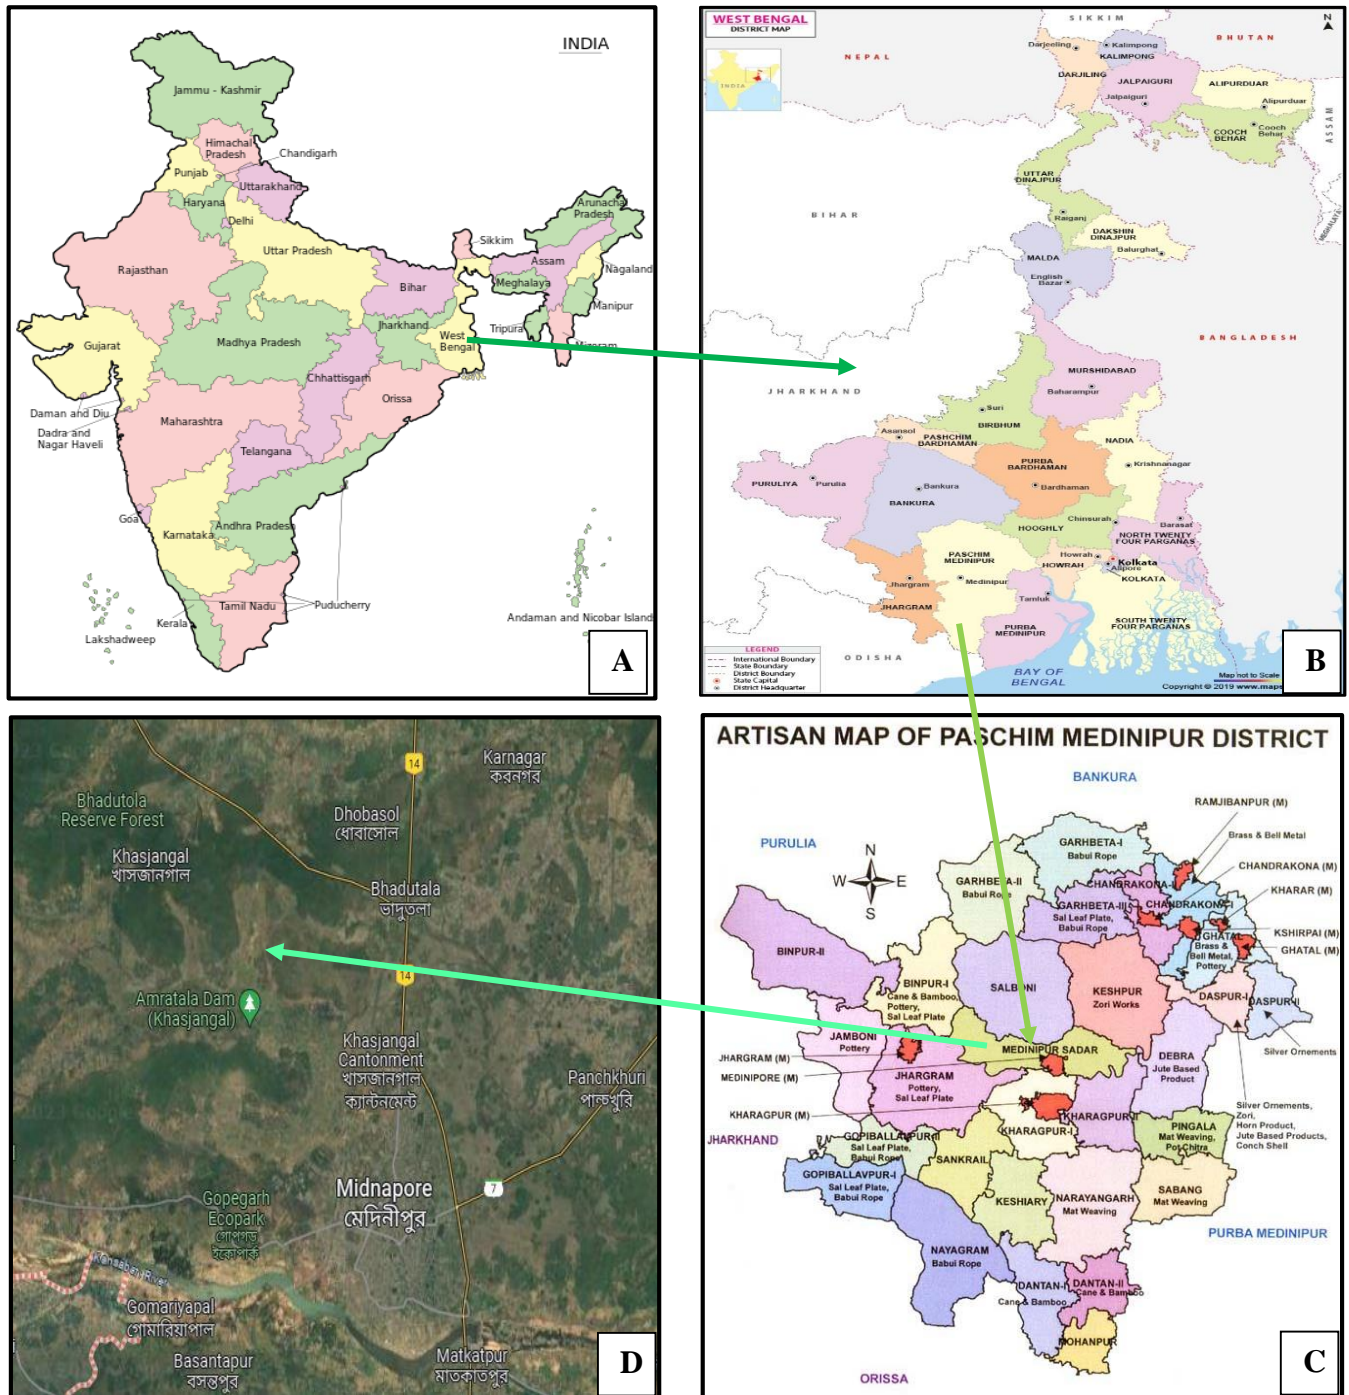 INDIA
Jammu - Kashmir
Himachal
Pradesh
Chandigarh
Punjab
Uttarakhand
Haryana
Delhi
Arunachal
Pradesh
Sikkim
Uttar Pradesh
Rajasthan
Assam
Nagaland
Bihar
Meghalaya
Manipur
Jharkhand
Tripura
West
Bengal
Mizoram
Gujarat
Madhya Pradesh
Chhattisgarh
Orissa
Daman and Diu
Maharashtra
Dadra and
Nagar Haveli
Telangana
Goa
Andhra Pradesh
Karnataka
Tamil Nadu
Puducherry
Kerala
Lakshadweep
Andaman and Nicobar Island
A
WEST BENGAL
DISTRICT MAP
SIKKIM
N
NEPAL
BHUTAN
INDIA
Darjeeling
Kalimpong
KALIMPONG
DARJILING
JALPAIGURI
Jalpaiguri
ALIPURDUAR
Alipurduar
COOCH
BEHAR
Cooch
Behar
ASSAM
UTTAR
DINAJPUR
BIHAR
Raiganj
DAKSHIN
DINAJPUR
Balurghat
MEGHALAYA
MALDA
English
Bazar
BANGLADESH
JHARKHAND
MURSHIDABAD
Baharampur
Suri
BIRBHUM
Asansol
PASHCHIM
BARDHAMAN
NADIA
Krishnanagar
PURBA
BARDHAMAN
Bardhaman
PURULIYA
Purulia
Bankura
BANKURA
HOOGHLY
Chinsurah
Barasat
NORTH TWENTY
FOUR PARGANAS
PASCHIM
MEDINIPUR
Medinipur
Howrah
HOWRAH
Kolkata
Alipore
KOLKATA
Jhargram
JHARGRAM
Tamluk
PURBA
MEDINIPUR
SOUTH TWENTY
FOUR PARGANAS
ODISHA
BAY OF
BENGAL
LEGEND
International Boundary
State Boundary
District Boundary
State Capital
District Headquarter
Map not to Scale
Copyright © 2019 www.maps
B
14
Karnagar
করনগর
Bhadutola
Reserve Forest
Dhobasol
ধোবাসোল
Khasjangal
খাসজানগাল
Bhadutala
ভাদুতলা
14
Amratala Dam
(Khasjangal)
Khasjangal
Cantonment
খাসজানগাল
ক্যান্টনমেন্ট
Panchkhuri
পান্চখুরি
7
Gopegarh
Ecopark
গোপগড়
ইকোপার্ক
Midnapore
মেদিনীপুর
Kansabati River
Gomariyapal
গোমারিয়াপাল
Basantapur
বসন্তপুর
Matkatpur
মাতকাতপুর
D
ARTISAN MAP OF PASCHIM MEDINIPUR DISTRICT
BANKURA
PURULIA
N
W
E
S
RAMJIBANPUR (M)
Brass & Bell Metal
CHANDRAKONA (M)
KHARAR (M)
KSHIRPAI (M)
GHATAL (M)
GARHBETA-I
Babui Rope
GARHBETA-II
Babui Rope
CHANDRAKONA-II
CHANDRAKONA-I
GARHBETA-III
Sal Leaf Plate,
Babui Rope
GHATAL
Brass &
Bell Metal,
Pottery
BINPUR-II
BINPUR-I
Cane & Bamboo,
Pottery,
Sal Leaf Plate
SALBONI
KESHPUR
Zori Works
DASPUR-I
DASPUR-II
Silver Ornements
JAMBONI
Pottery
MEDINIPUR SADAR
DEBRA
Jute Based
Product
JHARGRAM (M)
MEDINIPORE (M)
KHARAGPUR (M)
JHARGRAM
Pottery,
Sal Leaf Plate
Silver Ornements,
Zori,
Horn Product,
Jute Based Products,
Conch Shell
KHARAGPUR-II
KHARAGPUR-I
PINGALA
Mat Weaving,
Pot Chitra
JHARKHAND
GOPIBALLAVPUR-II
Sal Leaf Plate,
Babui Rope
GOPIBALLAVPUR-I
Sal Leaf Plate,
Babui Rope
SANKRAIL
KESHIARY
NARAYANGARH
Mat Weaving
SABANG
Mat Weaving
PURBA MEDINIPUR
NAYAGRAM
Babui Rope
DANTAN-I
Cane & Bamboo
DANTAN-II
Cane & Bamboo
MOHANPUR
ORISSA
C